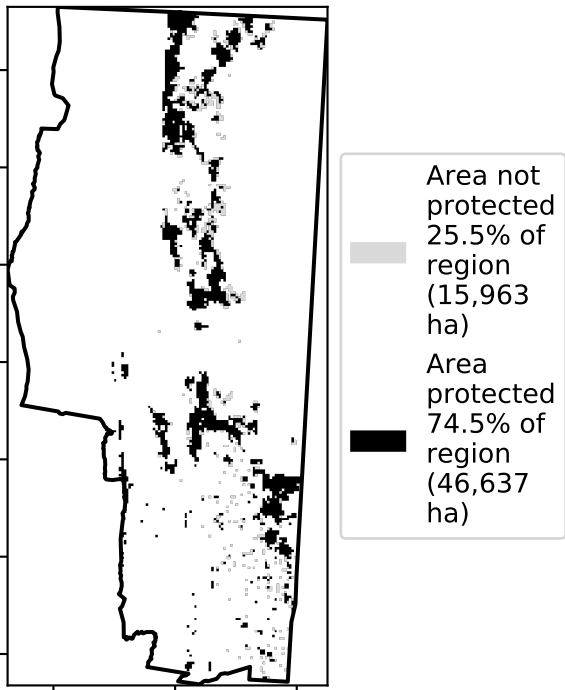 Area not
protected
25.5% of
region
(15,963
ha)
Area
protected
74.5% of
region
(46,637
ha)